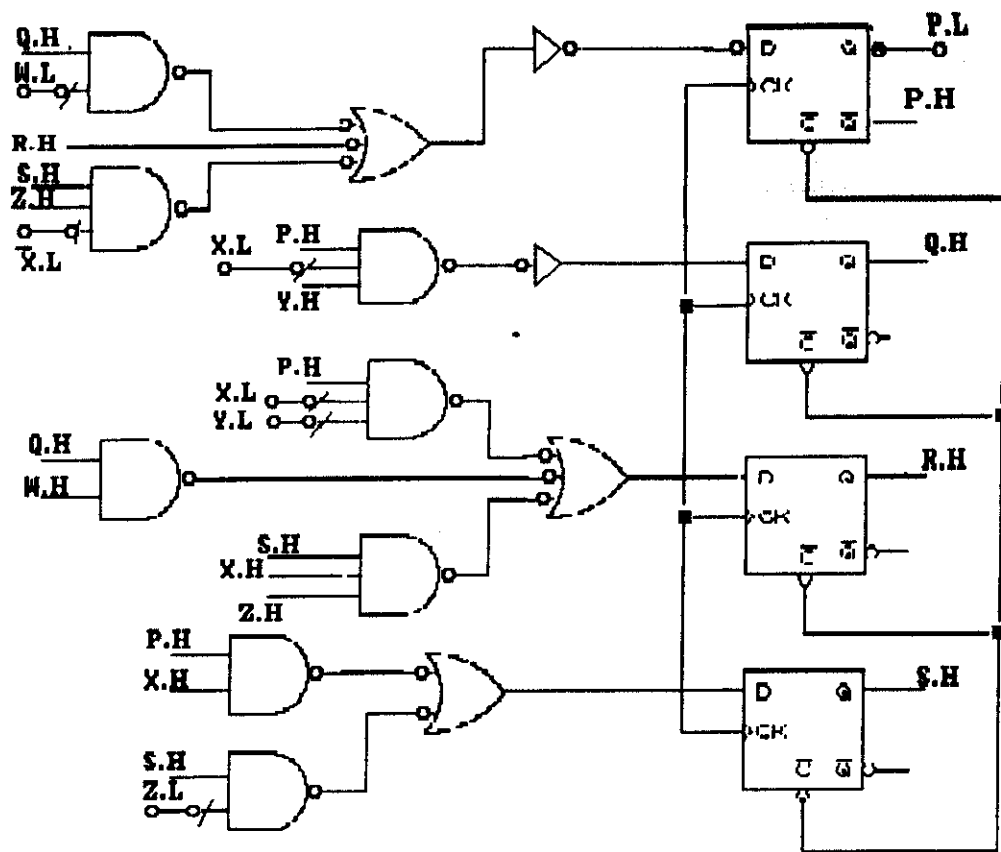 Q.H
W.L
R.H
S.H
Z.H
X̅.L
D Q
CK
C̅ Q̅
P.L
P.H
X.L
P.H
Y.H
D Q
CK
C̅ Q̅
Q.H
P.H
X.L
Y.L
Q.H
W.H
S.H
X.H
Z.H
D Q
CK
C̅ Q̅
R.H
P.H
X.H
S.H
Z.L
D Q
CK
C̅ Q̅
S.H